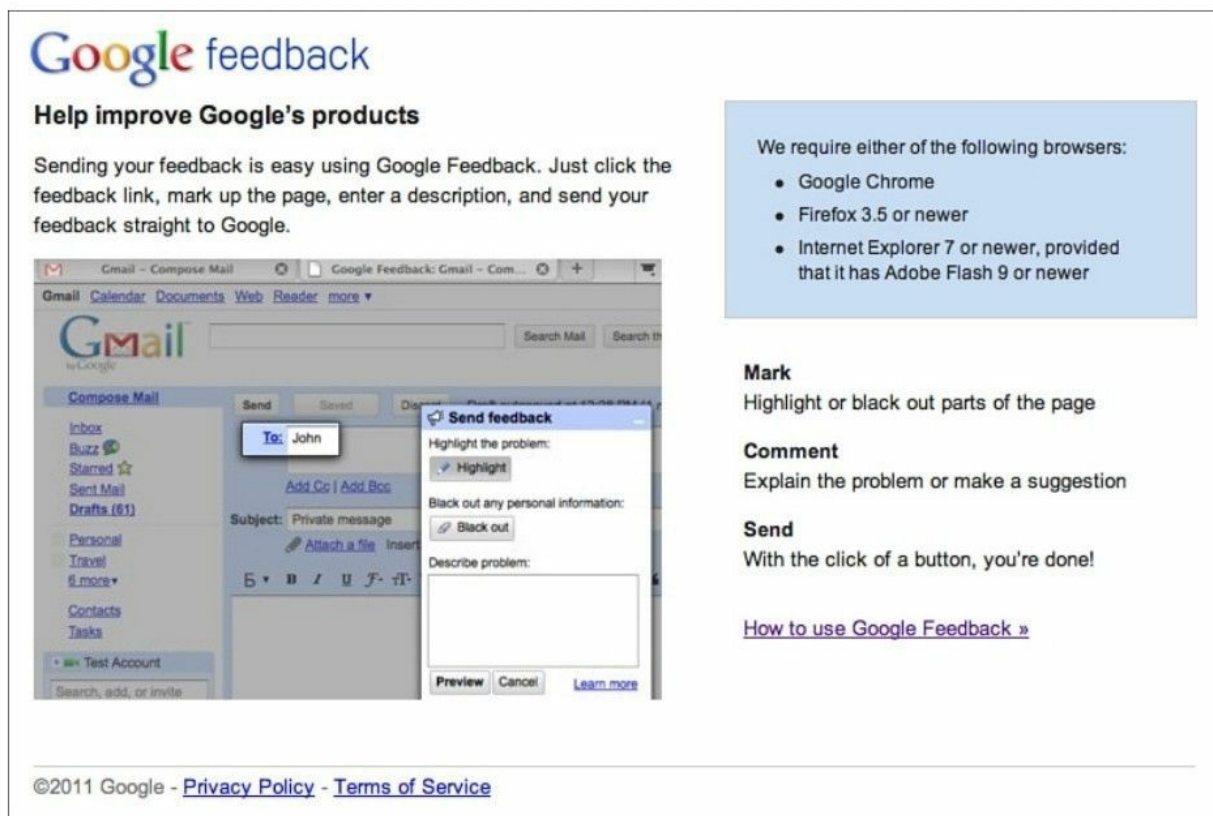 Google feedback
Help improve Google's products
Sending your feedback is easy using Google Feedback. Just click the
feedback link, mark up the page, enter a description, and send your
feedback straight to Google.
Gmail – Compose Mail
Google Feedback: Gmail – Com...
Gmail Calendar Documents Web Reader more ▾
Gmail
by Google
Search Mail
Search th
Compose Mail
Inbox
Buzz
Starred
Sent Mail
Drafts (61)
Personal
Travel
6 more▾
Contacts
Tasks
Test Account
Search, add, or invite
Send
Saved
To: John
Add Cc | Add Bcc
Subject: Private message
Attach a file Insert
B I U
Send feedback
Highlight the problem:
Highlight
Black out any personal information:
Black out
Describe problem:
Preview Cancel Learn more
We require either of the following browsers:
• Google Chrome
• Firefox 3.5 or newer
• Internet Explorer 7 or newer, provided
that it has Adobe Flash 9 or newer
Mark
Highlight or black out parts of the page
Comment
Explain the problem or make a suggestion
Send
With the click of a button, you're done!
How to use Google Feedback »
©2011 Google - Privacy Policy - Terms of Service